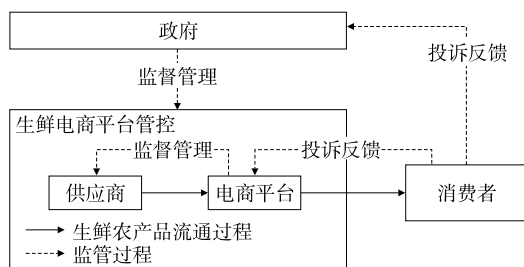 政府
投诉反馈
监督管理
生鲜电商平台管控
监督管理
投诉反馈
供应商
电商平台
消费者
生鲜农产品流通过程
监管过程